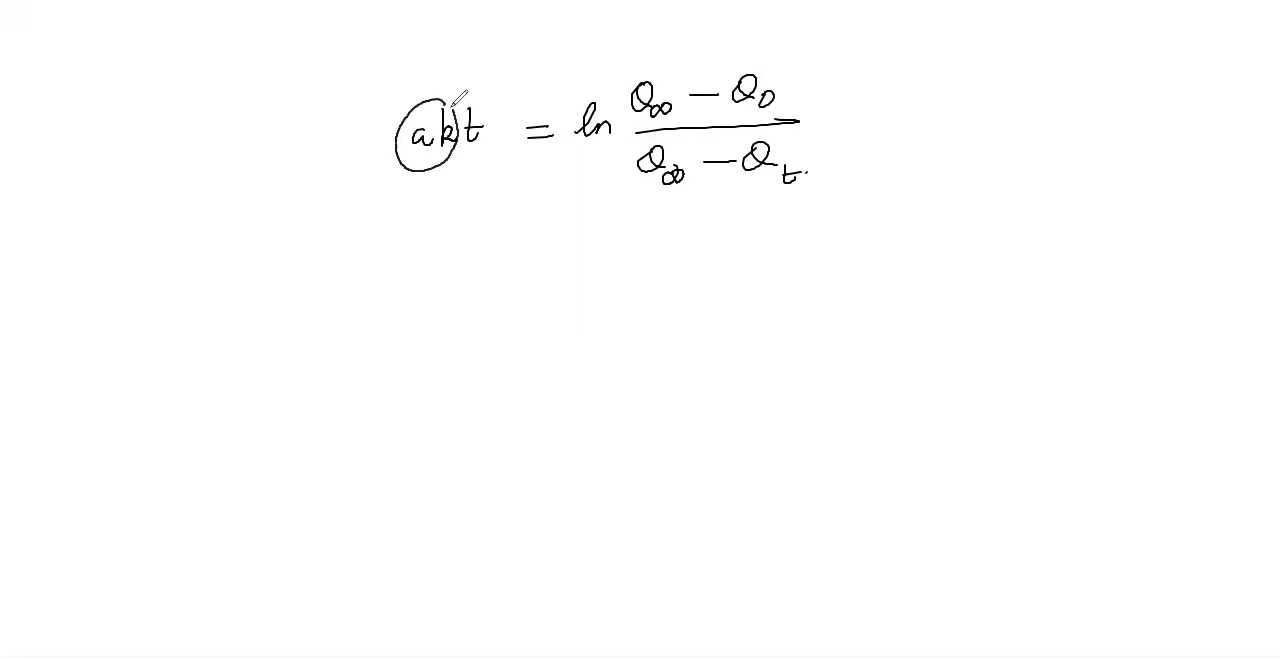 akt = ln (Q∞ − Q₀) / (Q∞ − Qₜ)